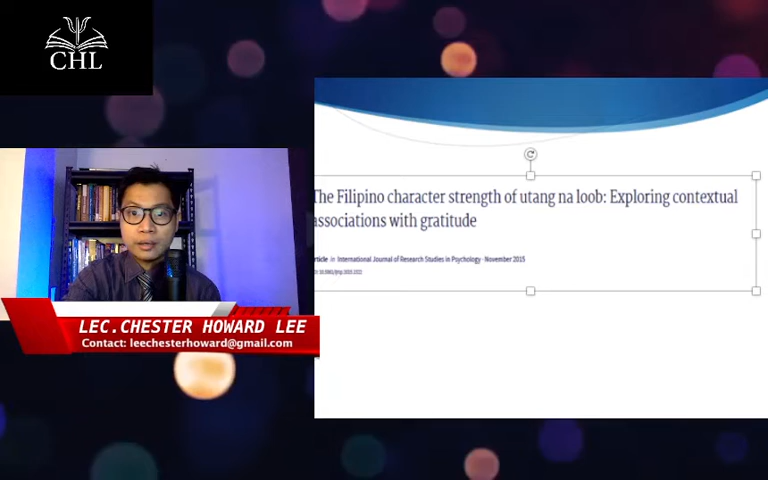 CHL
The Filipino character strength of utang na loob: Exploring contextual
associations with gratitude
Article in International Journal of Research Studies in Psychology · November 2015
LEC.CHESTER HOWARD LEE
Contact: leechesterhoward@gmail.com